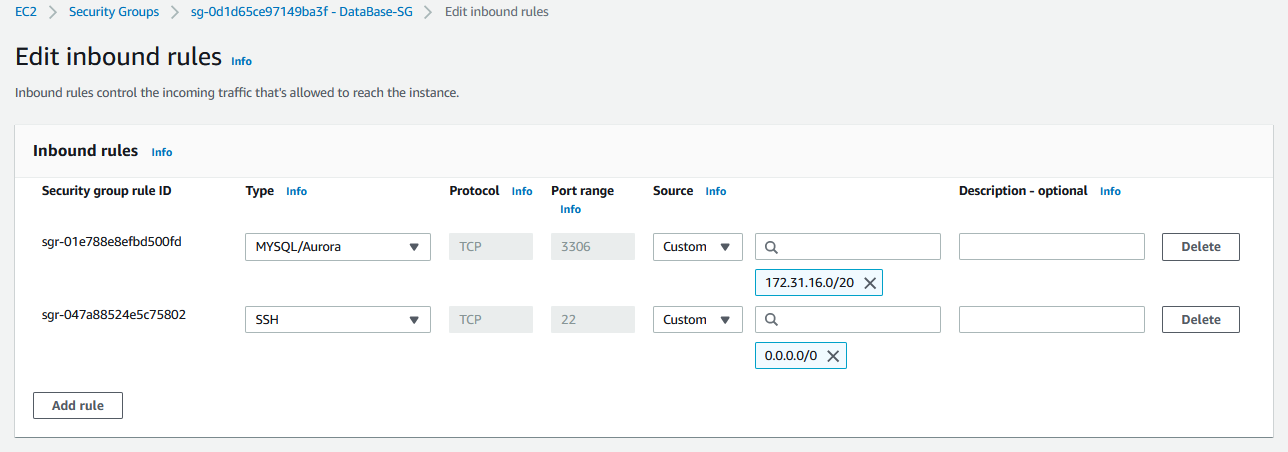 EC2 > Security Groups > sg-0d1d65ce97149ba3f - DataBase-SG > Edit inbound rules
Edit inbound rules Info
Inbound rules control the incoming traffic that's allowed to reach the instance.
Inbound rules Info
Security group rule ID Type Info Protocol Info Port range Info Source Info Description - optional Info
sgr-01e788e8efbd500fd MYSQL/Aurora TCP 3306 Custom Delete
172.31.16.0/20
sgr-047a88524e5c75802 SSH TCP 22 Custom Delete
0.0.0.0/0
Add rule